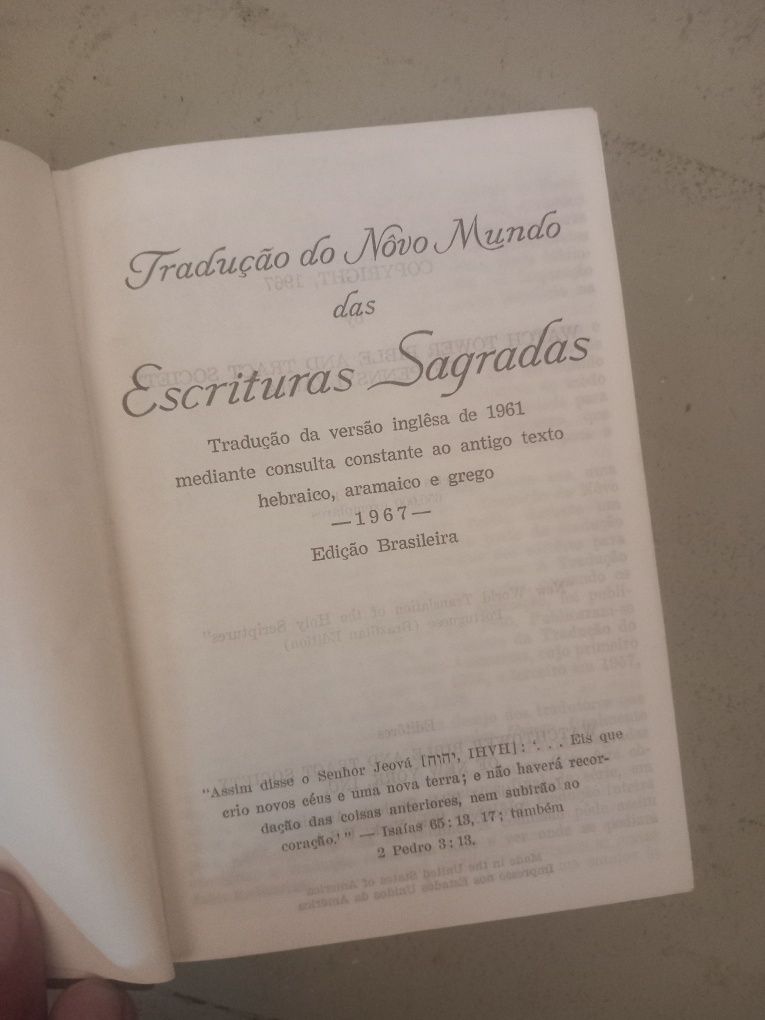 Tradução do Nôvo Mundo
das
Escrituras Sagradas
Tradução da versão inglêsa de 1961
mediante consulta constante ao antigo texto
hebraico, aramaico e grego
—1967—
Edição Brasileira
“Assim disse o Senhor Jeová [יהוה, IHVH]: ‘. . . Eis que
crio novos céus e uma nova terra; e não haverá recor-
dação das coisas anteriores, nem subirão ao
coração.’ ” — Isaías 65:13, 17; também
2 Pedro 3:13.